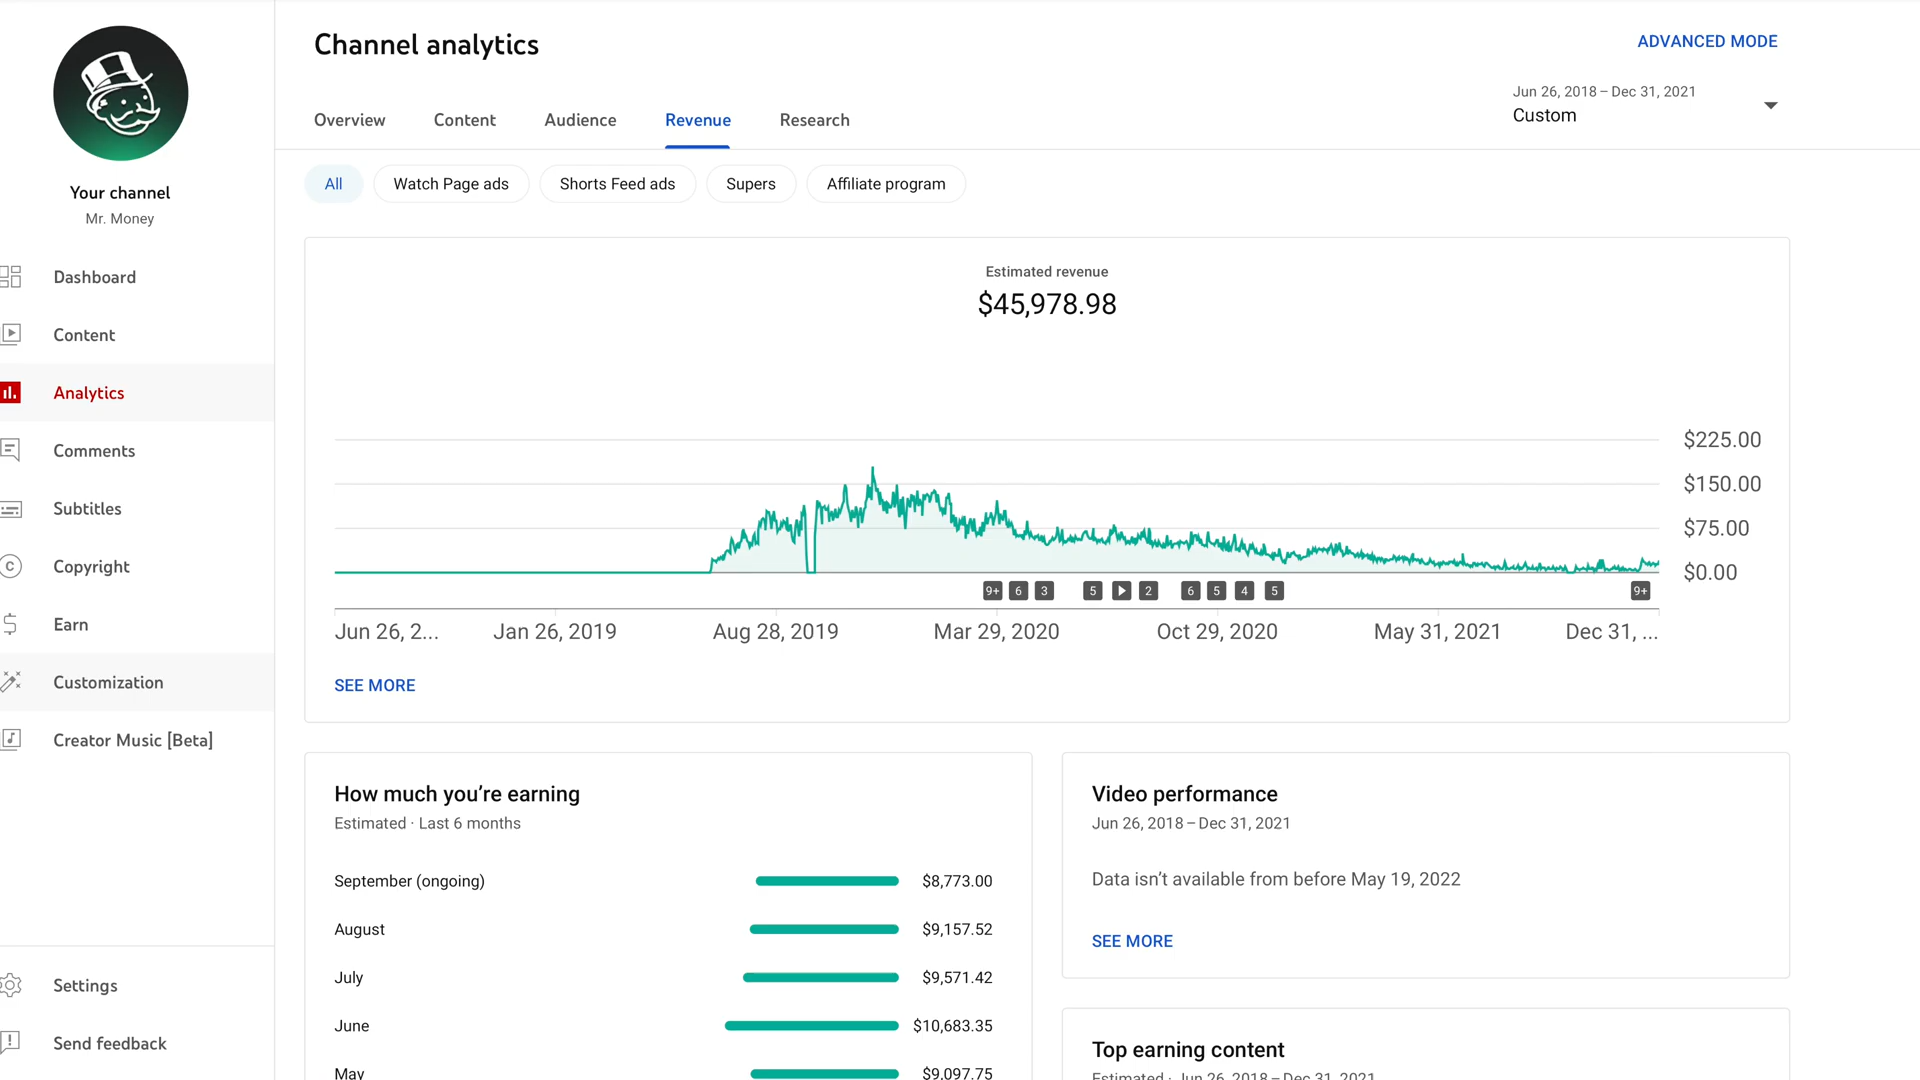 Channel analytics
ADVANCED MODE
Jun 26, 2018 – Dec 31, 2021
Custom
Overview
Content
Audience
Revenue
Research
All
Watch Page ads
Shorts Feed ads
Supers
Affiliate program
Your channel
Mr. Money
Dashboard
Content
Analytics
Comments
Subtitles
Copyright
Earn
Customization
Creator Music [Beta]
Settings
Send feedback
Estimated revenue
$45,978.98
$225.00
$150.00
$75.00
$0.00
9+ 6 3 5 2 6 5 4 5 9+
Jun 26, 2... Jan 26, 2019 Aug 28, 2019 Mar 29, 2020 Oct 29, 2020 May 31, 2021 Dec 31, ...
SEE MORE
How much you’re earning
Estimated · Last 6 months
September (ongoing) $8,773.00
August $9,157.52
July $9,571.42
June $10,683.35
May $9,097.75
Video performance
Jun 26, 2018 – Dec 31, 2021
Data isn’t available from before May 19, 2022
SEE MORE
Top earning content
Estimated · Jun 26, 2018 – Dec 31, 2021